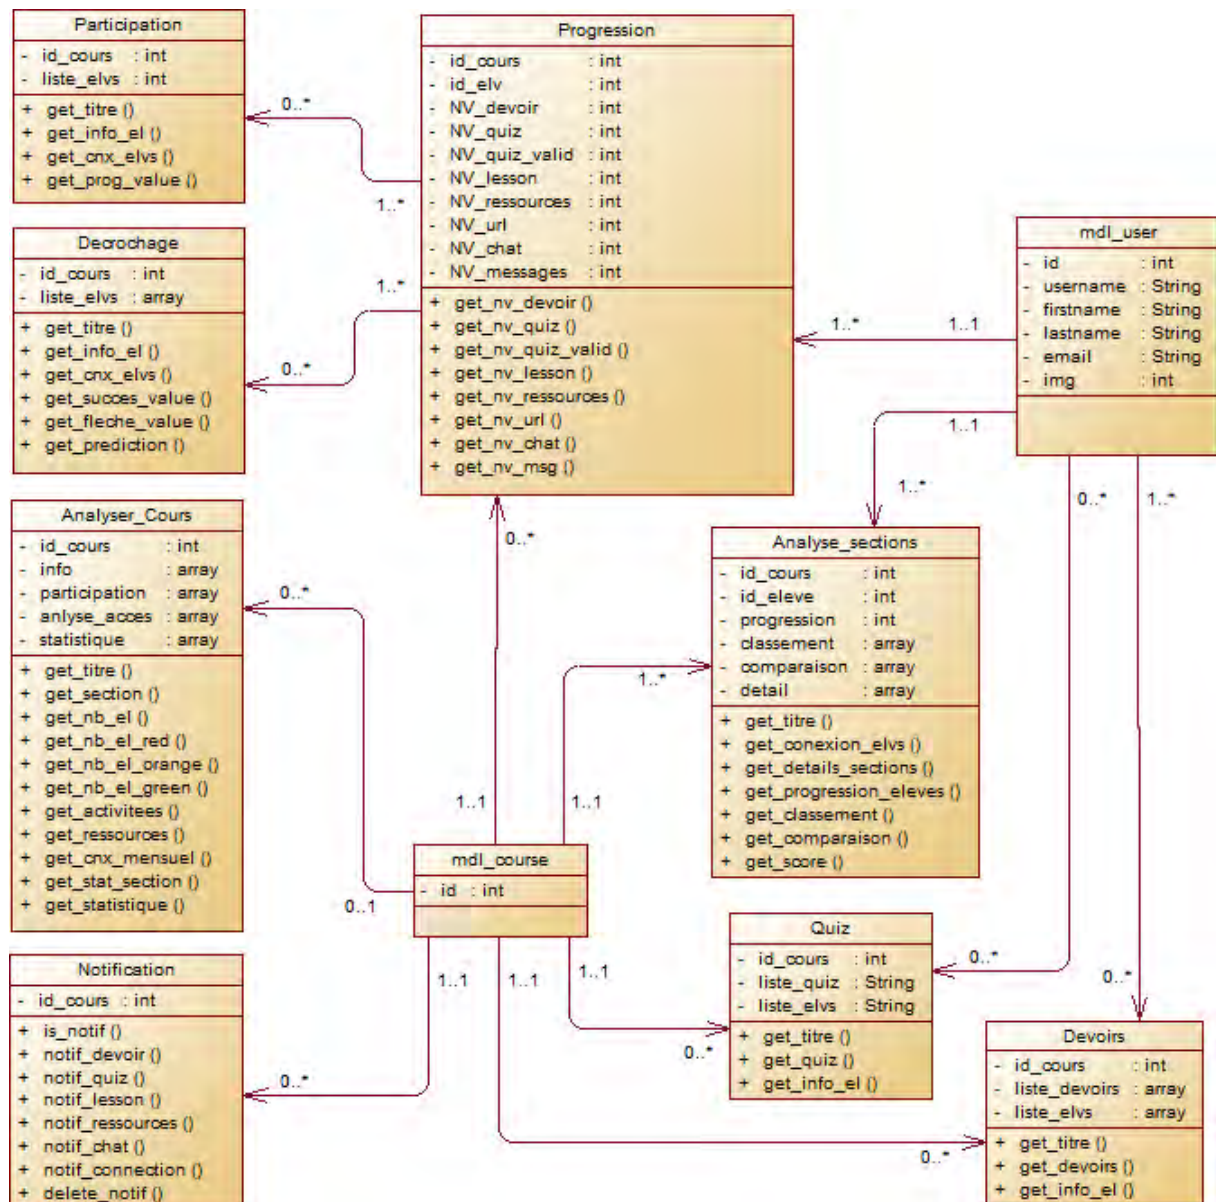 Participation
- id_cours : int
- liste_elvs : int
+ get_titre ()
+ get_info_el ()
+ get_cnx_elvs ()
+ get_prog_value ()
0..*
1..*
Progression
- id_cours : int
- id_elv : int
- NV_devoir : int
- NV_quiz : int
- NV_quiz_valid : int
- NV_lesson : int
- NV_ressources : int
- NV_url : int
- NV_chat : int
- NV_messages : int
+ get_nv_devoir ()
+ get_nv_quiz ()
+ get_nv_quiz_valid ()
+ get_nv_lesson ()
+ get_nv_ressources ()
+ get_nv_url ()
+ get_nv_chat ()
+ get_nv_msg ()
Decrochage
- id_cours : int
- liste_elvs : array
+ get_titre ()
+ get_info_el ()
+ get_cnx_elvs ()
+ get_succes_value ()
+ get_fleche_value ()
+ get_prediction ()
1..*
0..*
mdl_user
- id : int
- username : String
- firstname : String
- lastname : String
- email : String
- img : int
1..*
1..1
1..1
1..*
0..*
1..*
Analyser_Cours
- id_cours : int
- info : array
- participation : array
- anlyse_acces : array
- statistique : array
+ get_titre ()
+ get_section ()
+ get_nb_el ()
+ get_nb_el_red ()
+ get_nb_el_orange ()
+ get_nb_el_green ()
+ get_activitees ()
+ get_ressources ()
+ get_cnx_mensuel ()
+ get_stat_section ()
+ get_statistique ()
0..*
0..1
0..*
1..1
Analyse_sections
- id_cours : int
- id_eleve : int
- progression : int
- classement : array
- comparaison : array
- detail : array
+ get_titre ()
+ get_conexion_elvs ()
+ get_details_sections ()
+ get_progression_eleves ()
+ get_classement ()
+ get_comparaison ()
+ get_score ()
1..*
1..1
mdl_course
- id : int
1..1
1..1
1..1
Notification
- id_cours : int
+ is_notif ()
+ notif_devoir ()
+ notif_quiz ()
+ notif_lesson ()
+ notif_ressources ()
+ notif_chat ()
+ notif_connection ()
+ delete_notif ()
0..*
Quiz
- id_cours : int
- liste_quiz : String
- liste_elvs : String
+ get_titre ()
+ get_quiz ()
+ get_info_el ()
0..*
0..*
0..*
Devoirs
- id_cours : int
- liste_devoirs : array
- liste_elvs : array
+ get_titre ()
+ get_devoirs ()
+ get_info_el ()
0..*